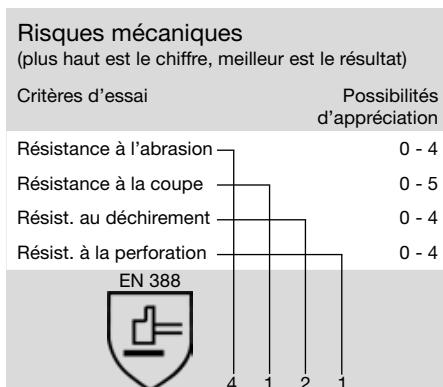 Risques mécaniques
(plus haut est le chiffre, meilleur est le résultat)
Critères d’essai Possibilités
d’appréciation
Résistance à l’abrasion 0 - 4
Résistance à la coupe 0 - 5
Résist. au déchirement 0 - 4
Résist. à la perforation 0 - 4
EN 388
4 1 2 1